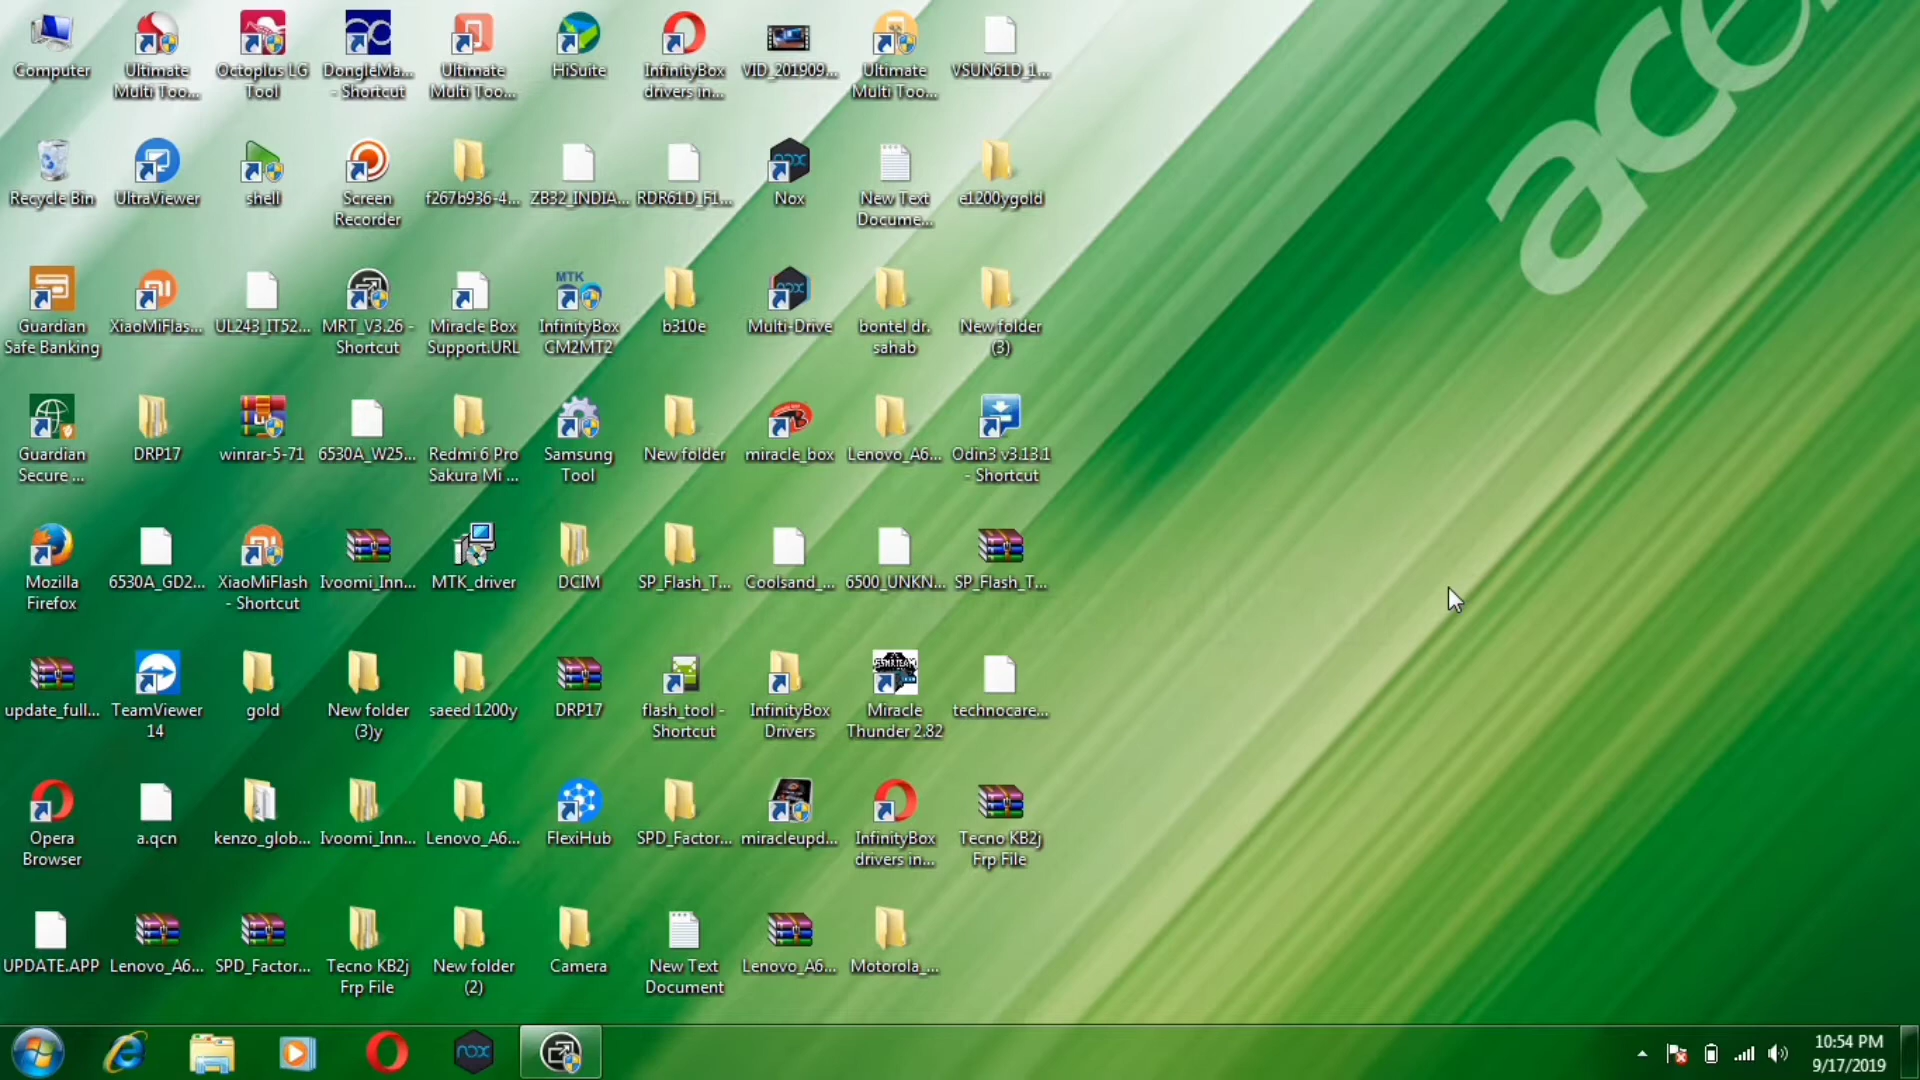 acer
Computer
Ultimate
Multi Too...
Octoplus LG
Tool
DongleMa...
- Shortcut
Ultimate
Multi Too...
HiSuite
InfinityBox
drivers in...
VID_201909...
Ultimate
Multi Too...
VSUN61D_1...
Recycle Bin
UltraViewer
shell
Screen
Recorder
f267b936-4...
ZB32_INDIA...
RDR61D_F1...
nox
Nox
New Text
Docume...
e1200ygold
Guardian
Safe Banking
XiaoMiFlas...
UL243_IT52...
MRT_V3.26 -
Shortcut
Miracle Box
Support.URL
MTK
InfinityBox
CM2MT2
b310e
nox
Multi-Drive
bontel dr.
sahab
New folder
(3)
Guardian
Secure ...
DRP17
winrar-5-71
6530A_W25...
Redmi 6 Pro
Sakura Mi ...
Samsung
Tool
New folder
miracle_box
Lenovo_A6...
Odin3 v3.13.1
- Shortcut
Mozilla
Firefox
6530A_GD2...
XiaoMiFlash
- Shortcut
Ivoomi_Inn...
MTK_driver
DCIM
SP_Flash_T...
Coolsand_...
6500_UNKN...
SP_Flash_T...
update_full...
TeamViewer
14
gold
New folder
(3)y
saeed 1200y
DRP17
flash_tool -
Shortcut
InfinityBox
Drivers
Miracle
Thunder 2.82
technocare...
Opera
Browser
a.qcn
kenzo_glob...
Ivoomi_Inn...
Lenovo_A6...
FlexiHub
SPD_Factor...
miracleupd...
InfinityBox
drivers in...
Tecno KB2j
Frp File
UPDATE.APP
Lenovo_A6...
SPD_Factor...
Tecno KB2j
Frp File
New folder
(2)
Camera
New Text
Document
Lenovo_A6...
Motorola_...
nox
10:54 PM
9/17/2019